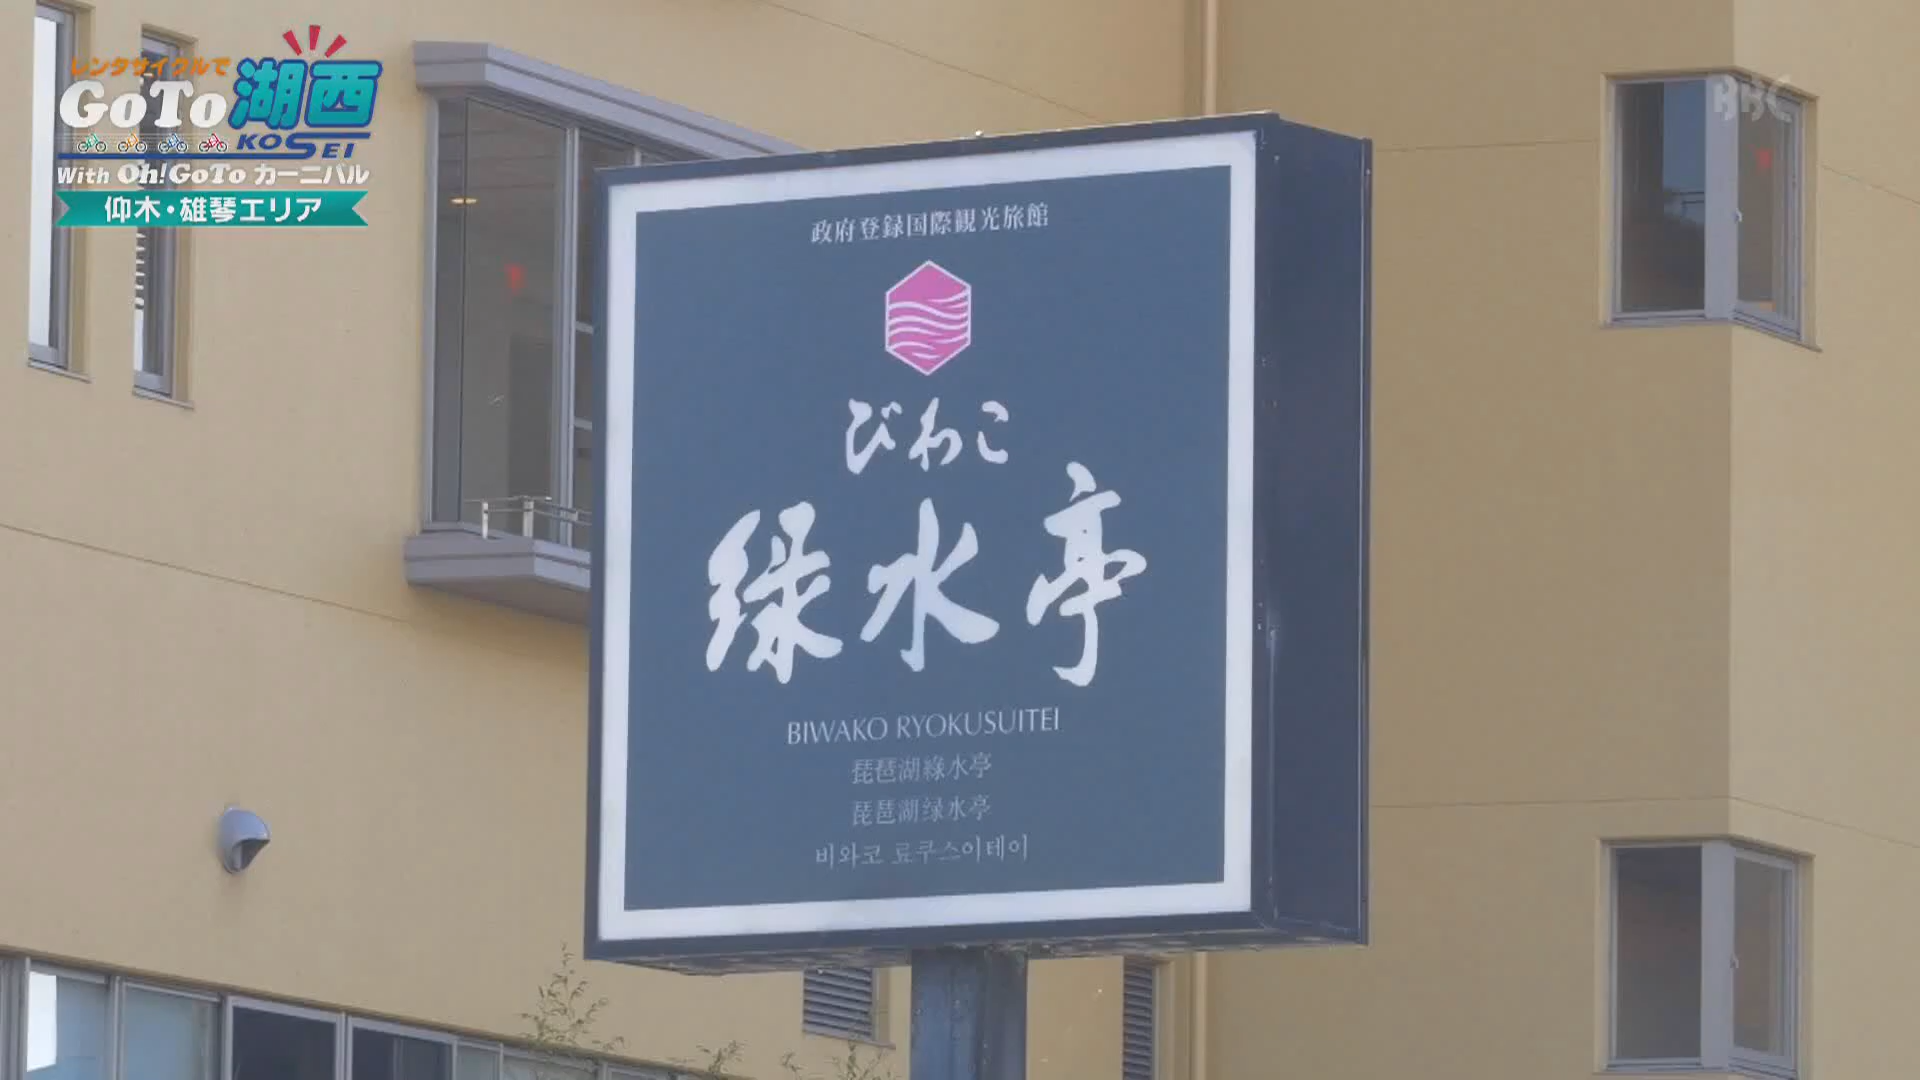 レンタサイクルで
GoTo湖西
KOSEI
With Oh!GoTo カーニバル
仰木・雄琴エリア
BBC
政府登録国際観光旅館
びわこ
緑水亭
BIWAKO RYOKUSUITEI
琵琶湖綠水亭
琵琶湖绿水亭
비와코 료쿠스이테이